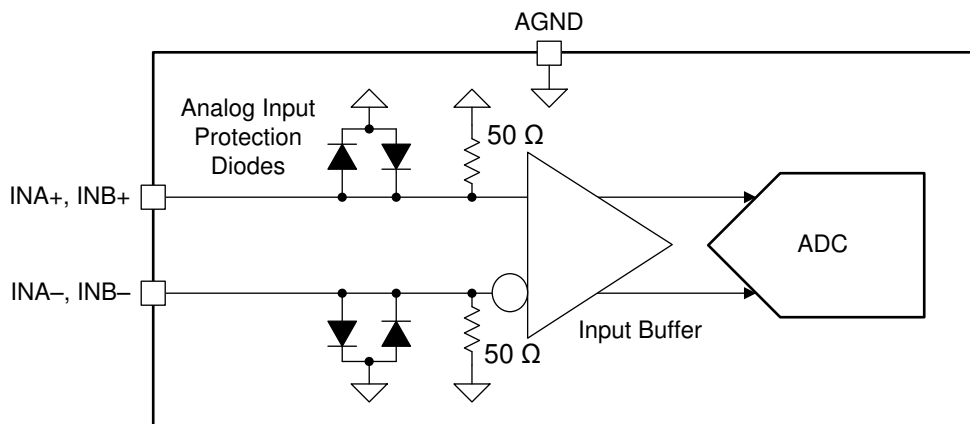 AGND
Analog Input
Protection
Diodes
50 Ω
INA+, INB+
ADC
INA–, INB–
Input Buffer
50 Ω